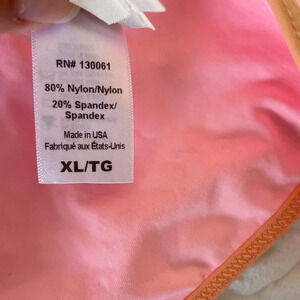 RN# 130061
80% Nylon/Nylon
20% Spandex/
Spandex
Made in USA
Fabriqué aux États-Unis
XL/TG